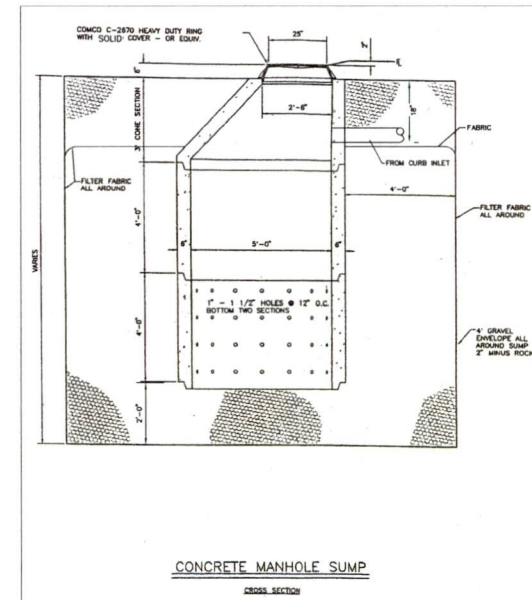 COMCO C-2670 HEAVY DUTY RING
WITH SOLID COVER - OR EQUIV.
25"
2"
6"
2'-6"
18"
FABRIC
FROM CURB INLET
3' CONE SECTION
FILTER FABRIC
ALL AROUND
4'-0"
FILTER FABRIC
ALL AROUND
4'-0"
6"
5'-0"
6"
VARIES
1" - 1 1/2" HOLES @ 12" O.C.
BOTTOM TWO SECTIONS
4'-0"
4' GRAVEL
ENVELOPE ALL
AROUND SUMP
2" MINUS ROCK
2'-0"
CONCRETE MANHOLE SUMP
CROSS SECTION